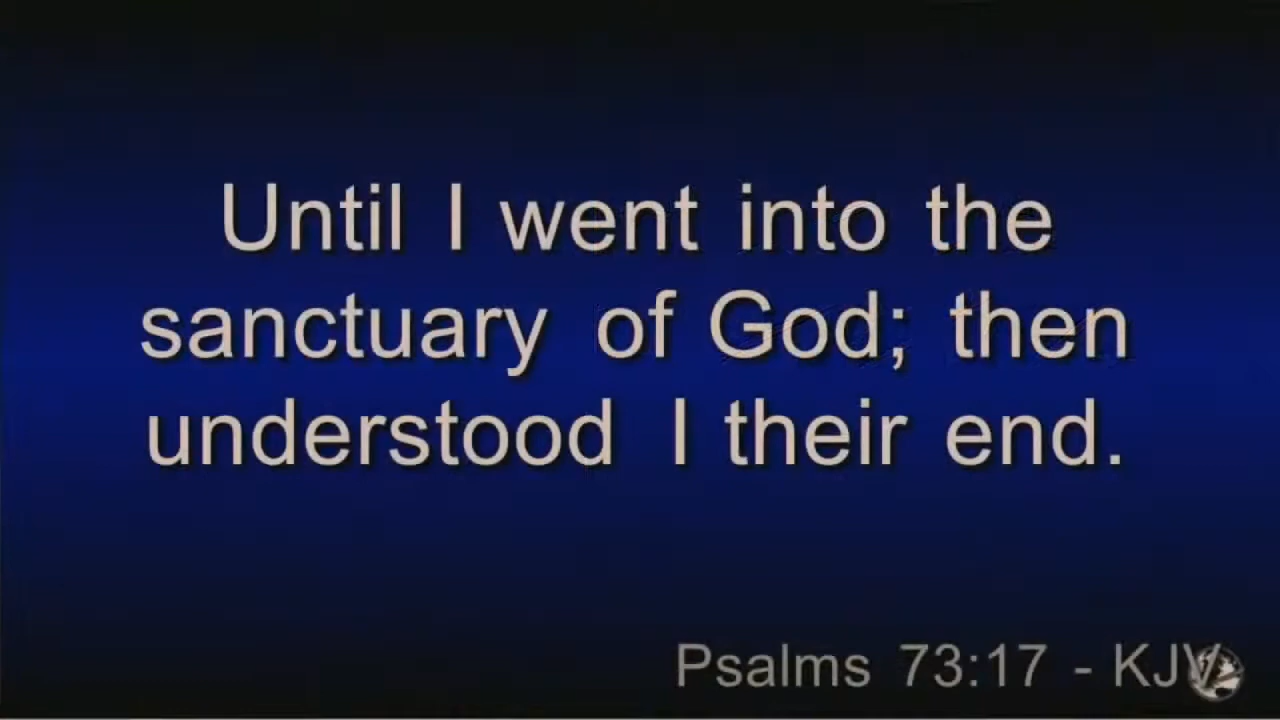 Until I went into the
sanctuary of God; then
understood I their end.
Psalms 73:17 - KJV